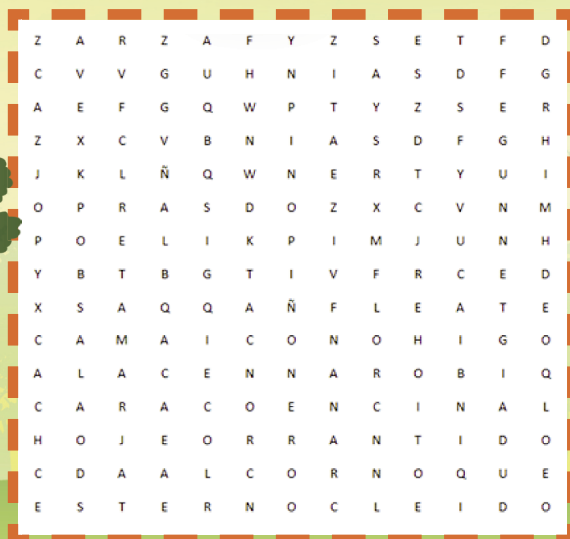 Z A R Z A F Y Z S E T F D
C V V G U H N I A S D F G
A E F G Q W P T Y Z S E R
Z X C V B N I A S D F G H
J K L Ñ Q W N E R T Y U I
O P R A S D O Z X C V N M
P O E L I K P I M J U N H
Y B T B G T I V F R C E D
X S A Q Q A Ñ F L E A T E
C A M A I C O N O H I G O
A L A C E N N A R O B I Q
C A R A C O E N C I N A L
H O J E O R R A N T I D O
C D A A L C O R N O Q U E
E S T E R N O C L E I D O